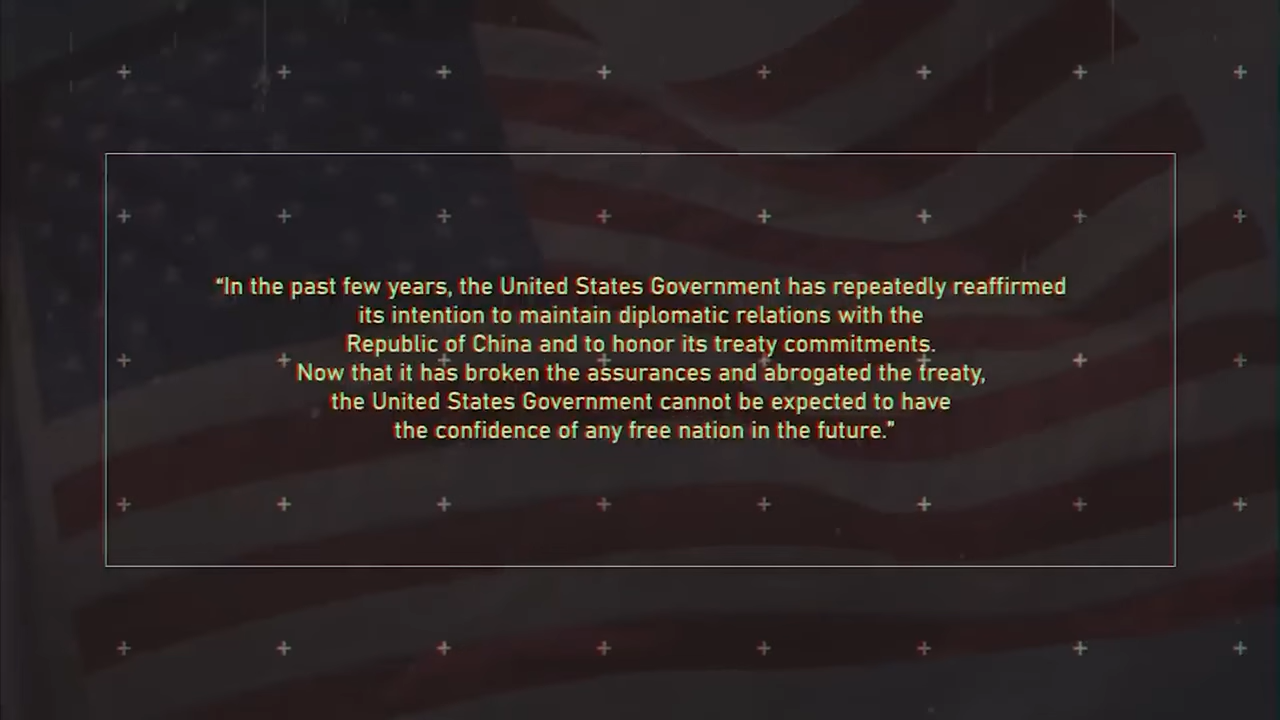 “In the past few years, the United States Government has repeatedly reaffirmed
its intention to maintain diplomatic relations with the
Republic of China and to honor its treaty commitments.
Now that it has broken the assurances and abrogated the treaty,
the United States Government cannot be expected to have
the confidence of any free nation in the future.”